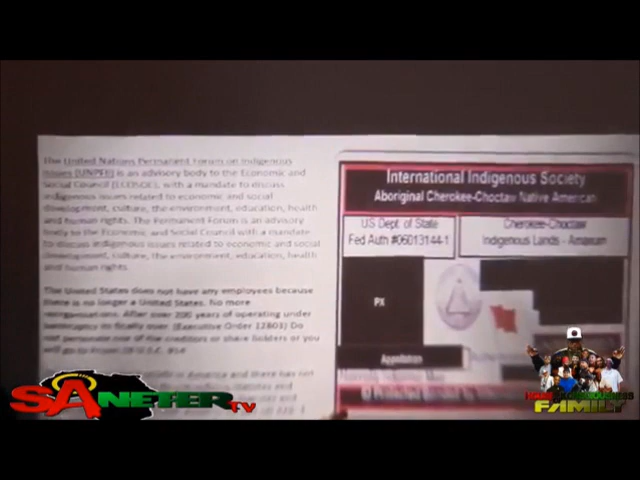 The United Nations Permanent Forum on Indigenous
Issues (UNPFII) is an advisory body to the Economic and
Social Council (ECOSOC), with a mandate to discuss
indigenous issues related to economic and social
development, culture, the environment, education, health
and human rights. The Permanent Forum is an advisory
body to the Economic and Social Council with a mandate
to discuss indigenous issues related to economic and social
development, culture, the environment, education, health
and human rights.
The United States does not have any employees because
there is no longer a United States. No more
reorganizations. After over 200 years of operating under
bankruptcy its finally over. (Executive Order 12803) Do
not personate one of the creditors or share holders or you
will go to Prison
International Indigenous Society
Aboriginal Cherokee-Choctaw Native American
US Dept. of State
Fed Auth #06013144-1
Cherokee-Choctaw
Indigenous Lands - Amexum
PX
Appellation
SANETER TV
FAMILY